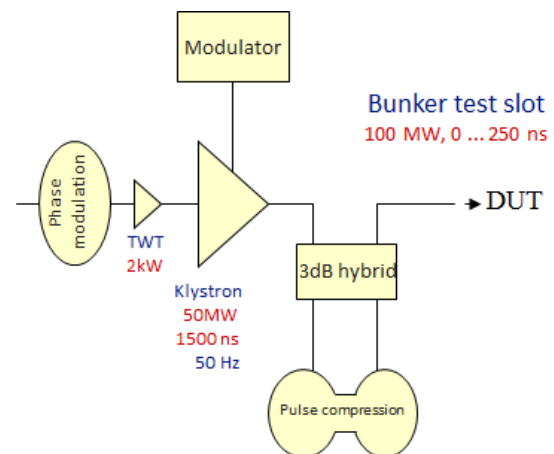 Modulator
Bunker test slot
100 MW, 0 ... 250 ns
Phase
modulation
DUT
TWT
2kW
3dB hybrid
Klystron
50MW
1500 ns
50 Hz
Pulse compression